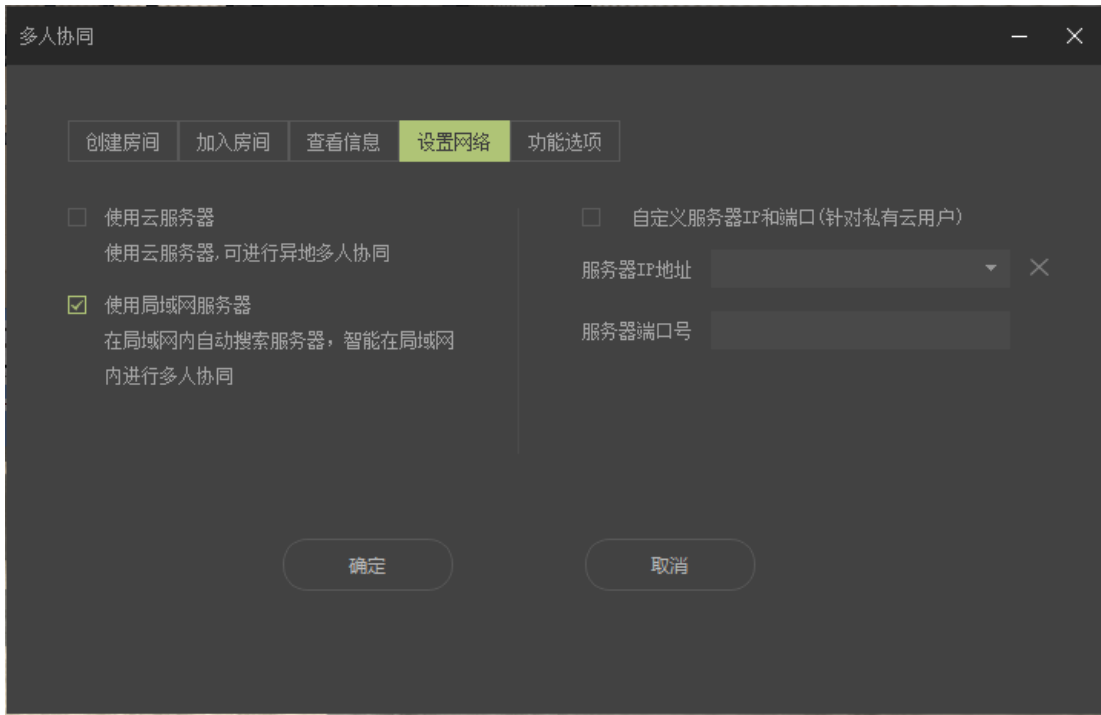 多人协同
创建房间 加入房间 查看信息 设置网络 功能选项
使用云服务器
使用云服务器,可进行异地多人协同
使用局域网服务器
在局域网内自动搜索服务器，智能在局域网
内进行多人协同
自定义服务器IP和端口(针对私有云用户)
服务器IP地址
服务器端口号
确定 取消